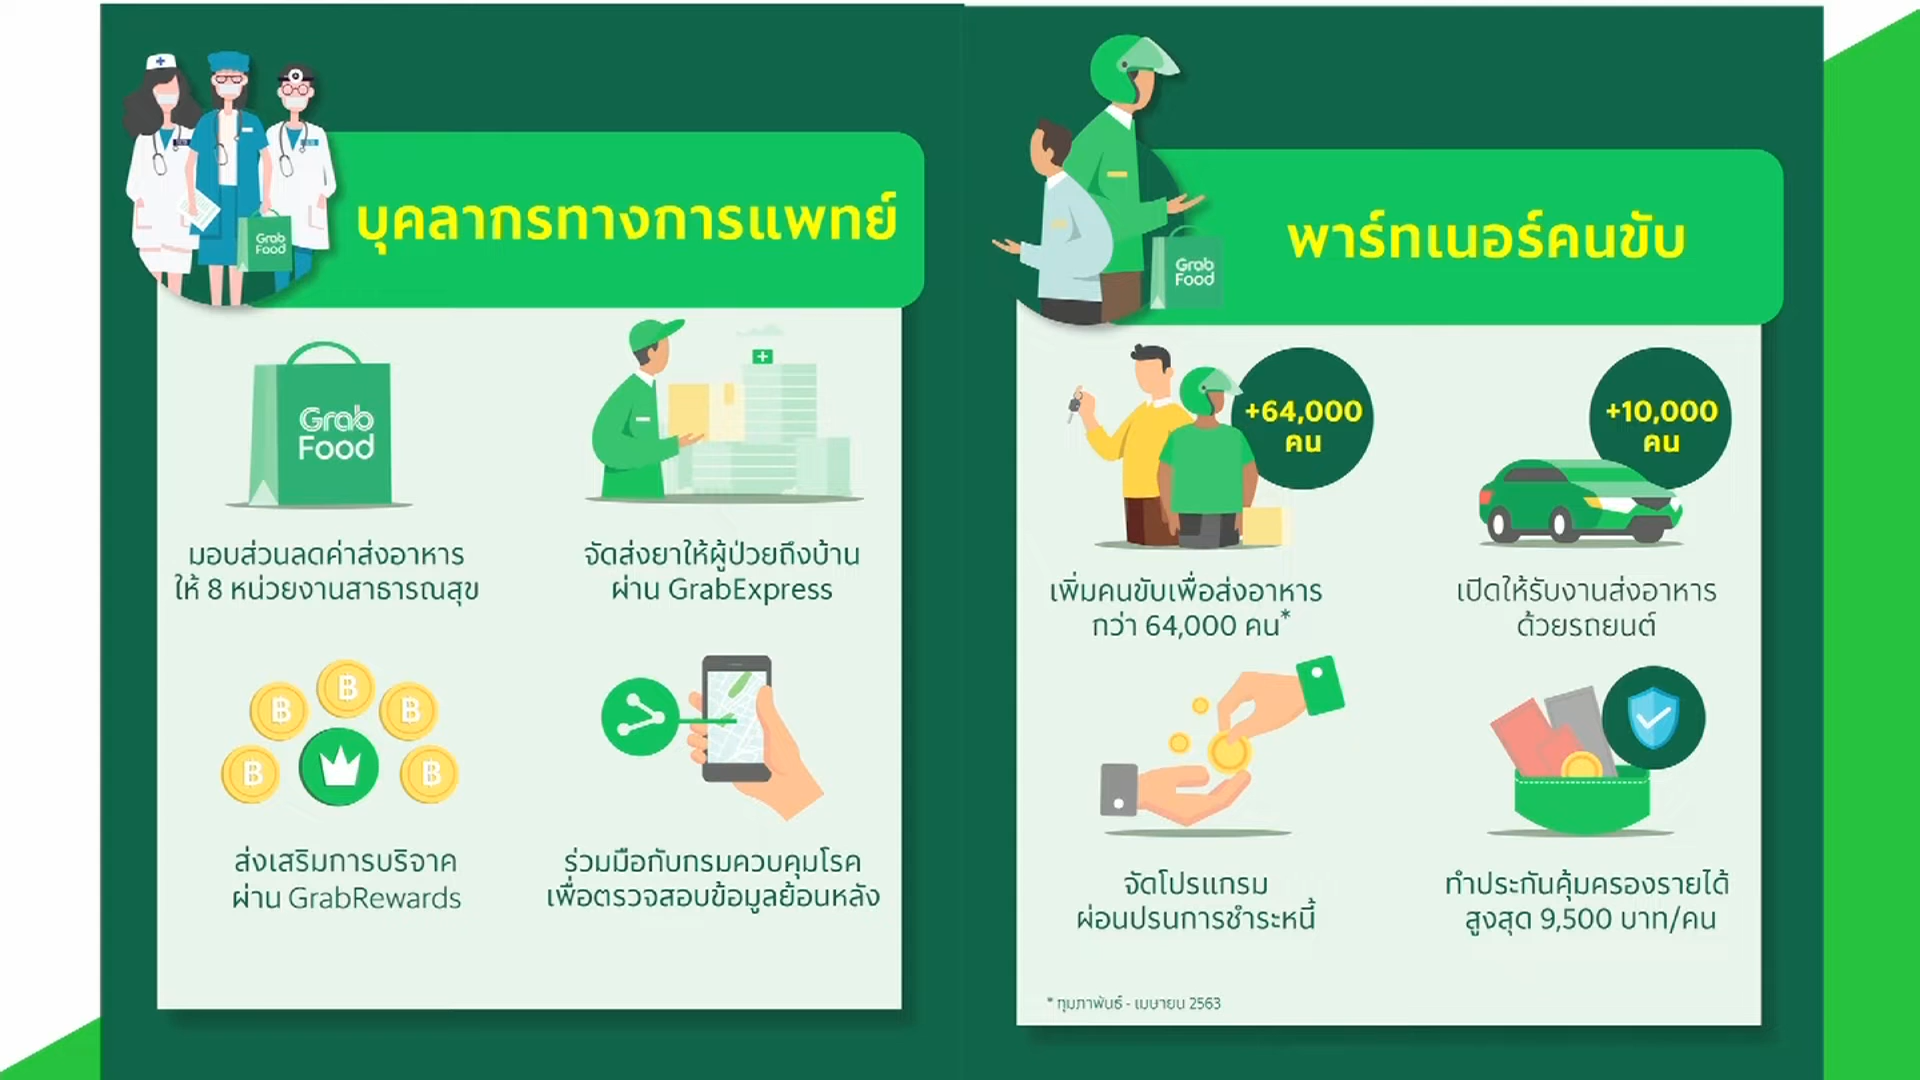 บุคลากรทางการแพทย์
Grab
Food
Grab
Food
มอบส่วนลดค่าส่งอาหาร
ให้ 8 หน่วยงานสาธารณสุข
จัดส่งยาให้ผู้ป่วยถึงบ้าน
ผ่าน GrabExpress
B
B
B
B
B
ส่งเสริมการบริจาค
ผ่าน GrabRewards
ร่วมมือกับกรมควบคุมโรค
เพื่อตรวจสอบข้อมูลย้อนหลัง
พาร์ทเนอร์คนขับ
Grab
Food
+64,000
คน
เพิ่มคนขับเพื่อส่งอาหาร
กว่า 64,000 คน*
+10,000
คน
เปิดให้รับงานส่งอาหาร
ด้วยรถยนต์
จัดโปรแกรม
ผ่อนปรนการชำระหนี้
ทำประกันคุ้มครองรายได้
สูงสุด 9,500 บาท/คน
* กุมภาพันธ์ - เมษายน 2563